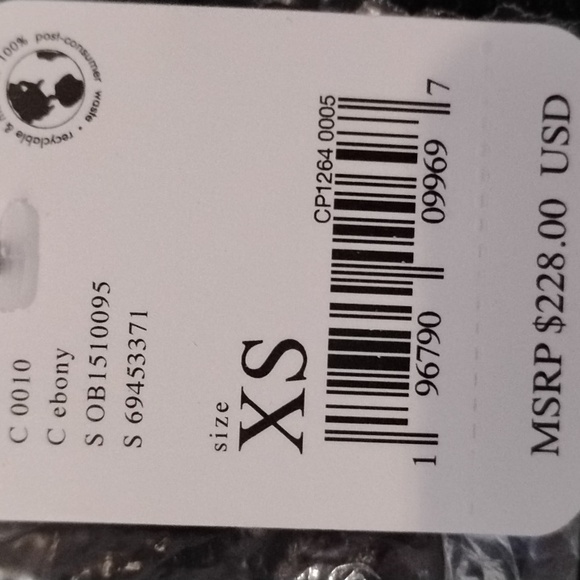 100% post-consumer waste • recyclable &
C 0010
C ebony
S OB1510095
S 69453371
size
XS
CP1264 0005
1 96790 09969 7
MSRP $228.00 USD